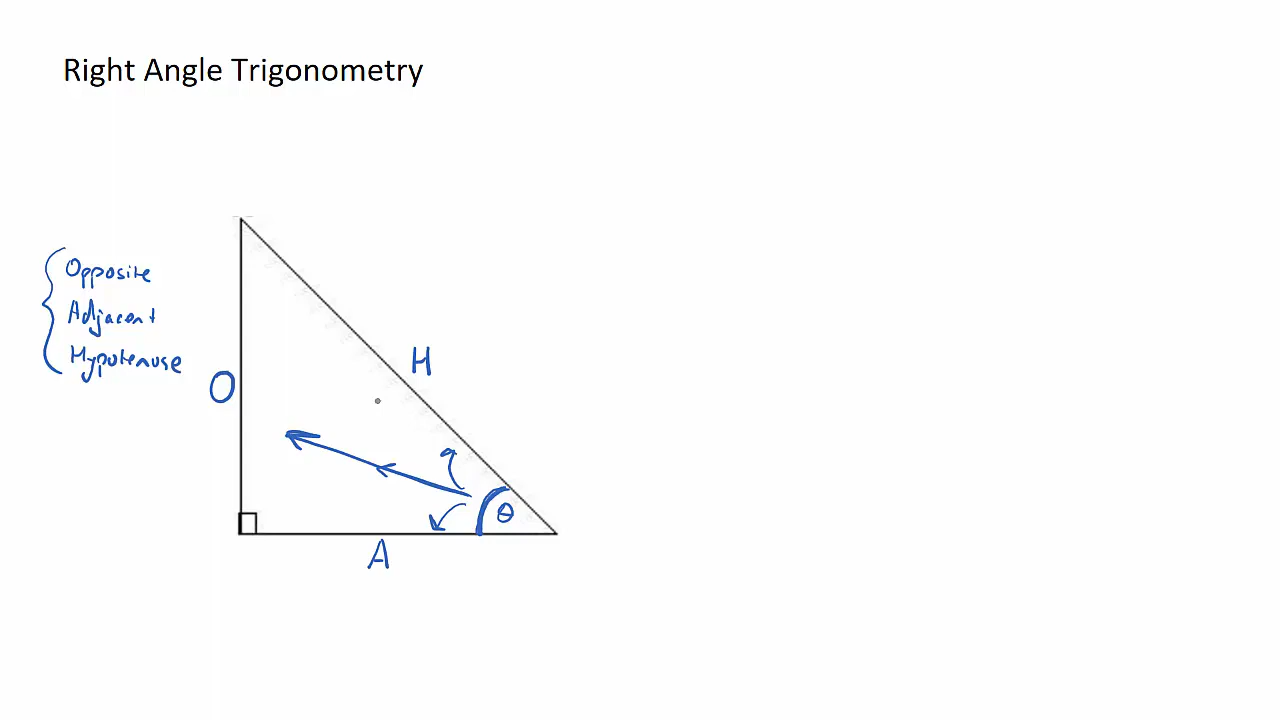 Right Angle Trigonometry
Opposite
Adjacent
Hypotenuse
H
O
θ
A